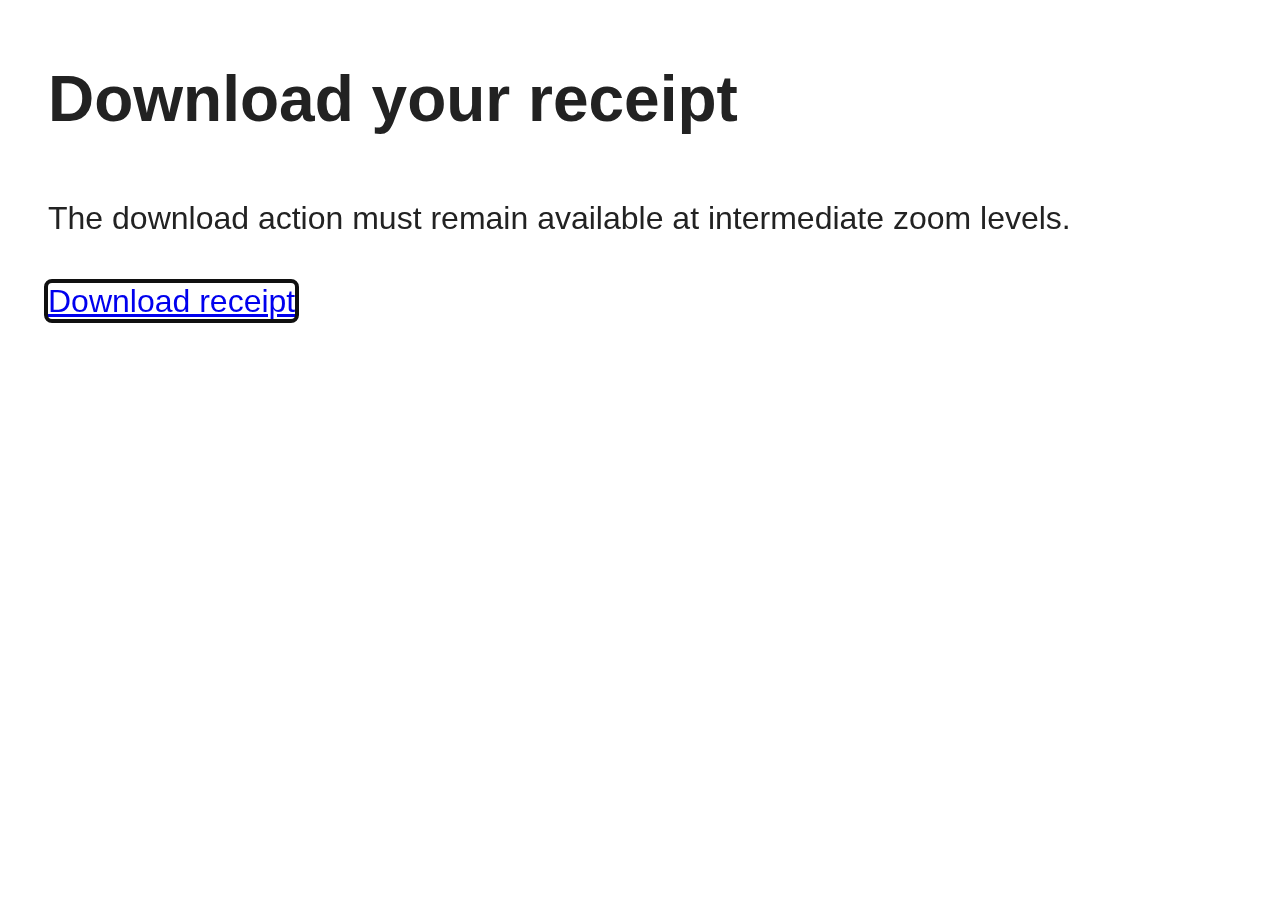 Download your receipt
The download action must remain available at intermediate zoom levels.
Download receipt